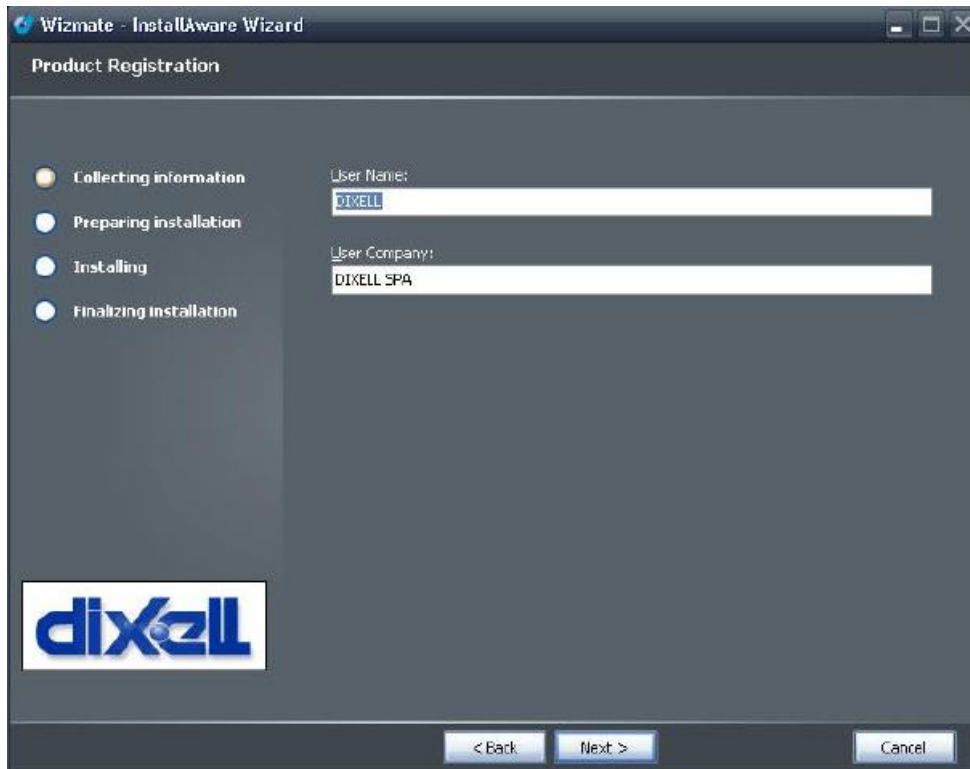 Wizmate - InstallAware Wizard
Product Registration
Collecting information
Preparing installation
Installing
Finalizing installation
User Name:
DIXELL
User Company:
DIXELL SPA
dixell
< Back
Next >
Cancel